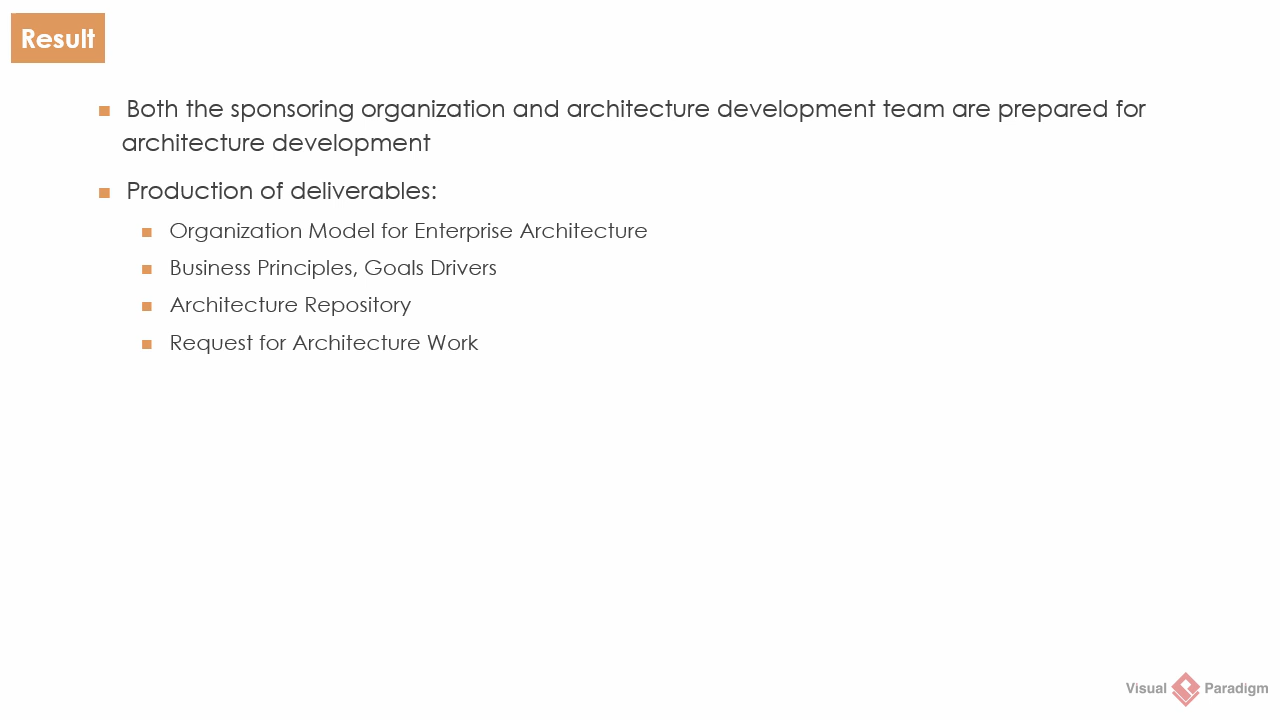 Result
Both the sponsoring organization and architecture development team are prepared for
architecture development
Production of deliverables:
Organization Model for Enterprise Architecture
Business Principles, Goals Drivers
Architecture Repository
Request for Architecture Work
Visual Paradigm